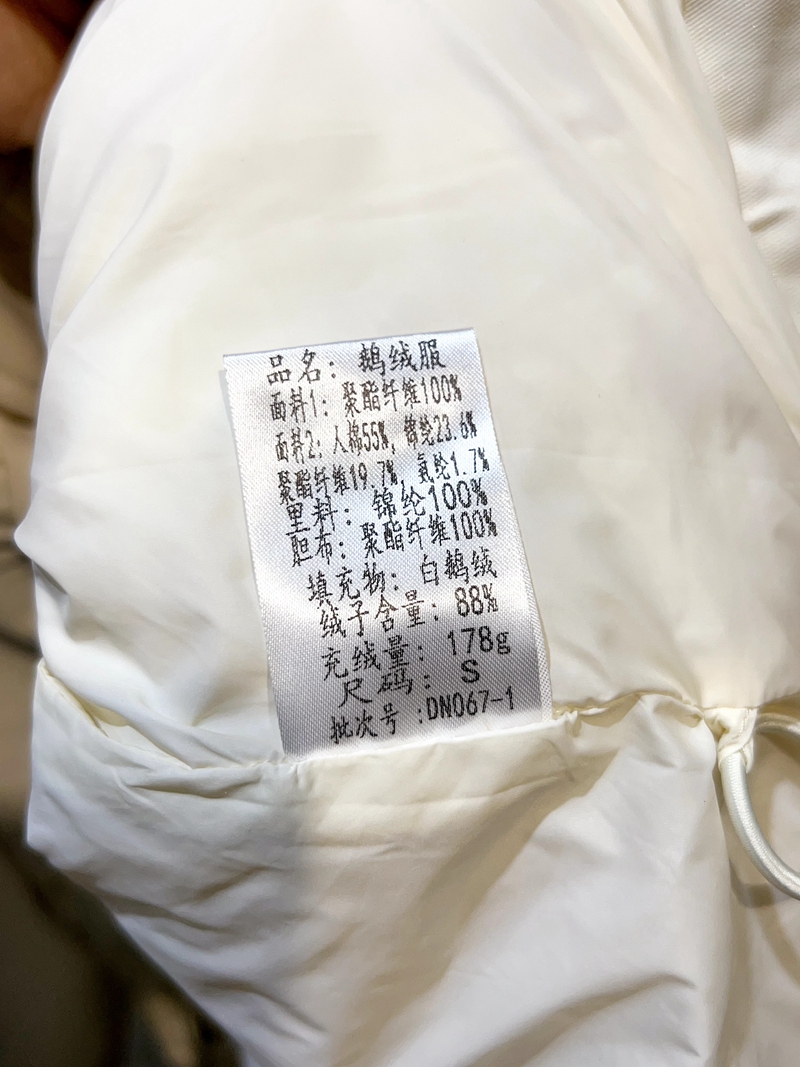 品名：鹅绒服
面料1：聚酯纤维100%
面料2：人棉55%，锦纶23.6%
聚酯纤维19.7%，氨纶1.7%
里料：锦纶100%
胆布：聚酯纤维100%
填充物：白鹅绒
绒子含量：88%
充绒量：178g
尺码：S
批次号：DN067-1